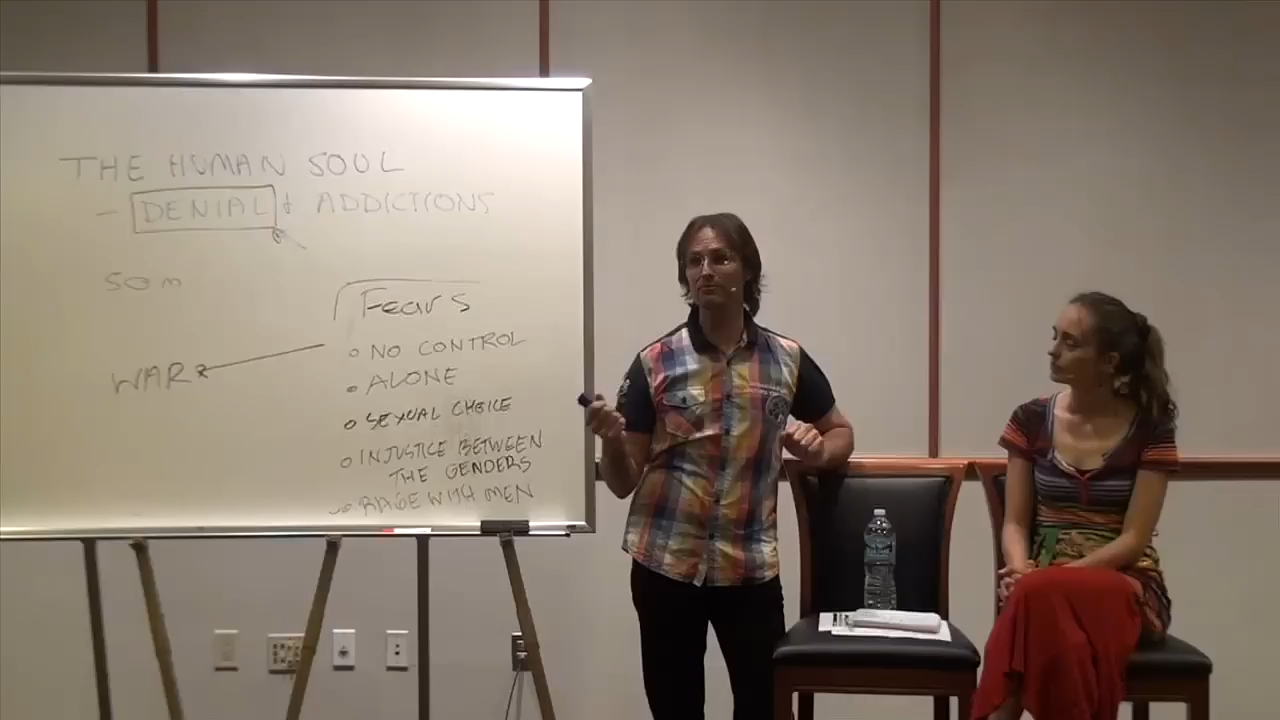 THE HUMAN SOUL
- DENIAL & ADDICTIONS
50m
Fears
• NO CONTROL
WAR
• ALONE
• SEXUAL CHOICE
• INJUSTICE BETWEEN
THE GENDERS
• RAGE WITH MEN